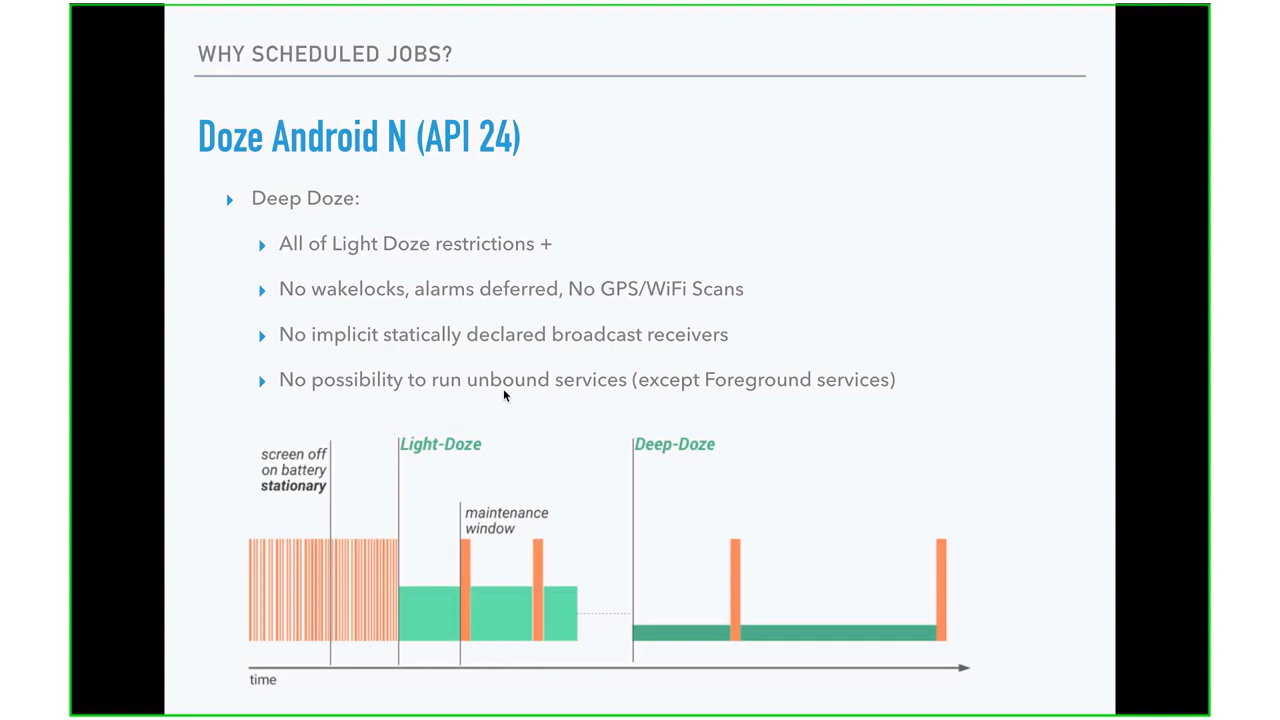 WHY SCHEDULED JOBS?
Doze Android N (API 24)
Deep Doze:
All of Light Doze restrictions +
No wakelocks, alarms deferred, No GPS/WiFi Scans
No implicit statically declared broadcast receivers
No possibility to run unbound services (except Foreground services)
screen off
on battery
stationary
Light-Doze
maintenance
window
Deep-Doze
time